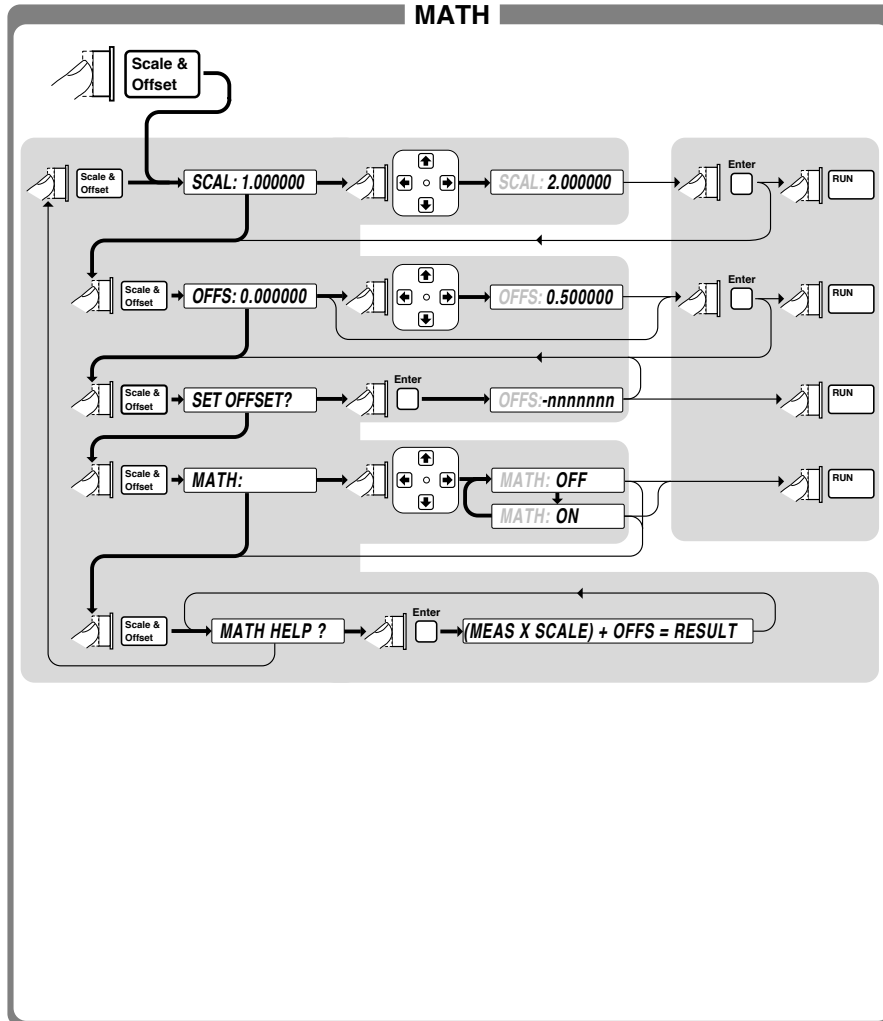 MATH
Scale &
Offset
Scale &
Offset
SCAL: 1.000000
SCAL: 2.000000
Enter
RUN
Scale &
Offset
OFFS: 0.000000
OFFS: 0.500000
Enter
RUN
Scale &
Offset
SET OFFSET?
Enter
OFFS:-nnnnnnn
RUN
Scale &
Offset
MATH:
MATH: OFF
MATH: ON
RUN
Scale &
Offset
MATH HELP ?
Enter
(MEAS X SCALE) + OFFS = RESULT